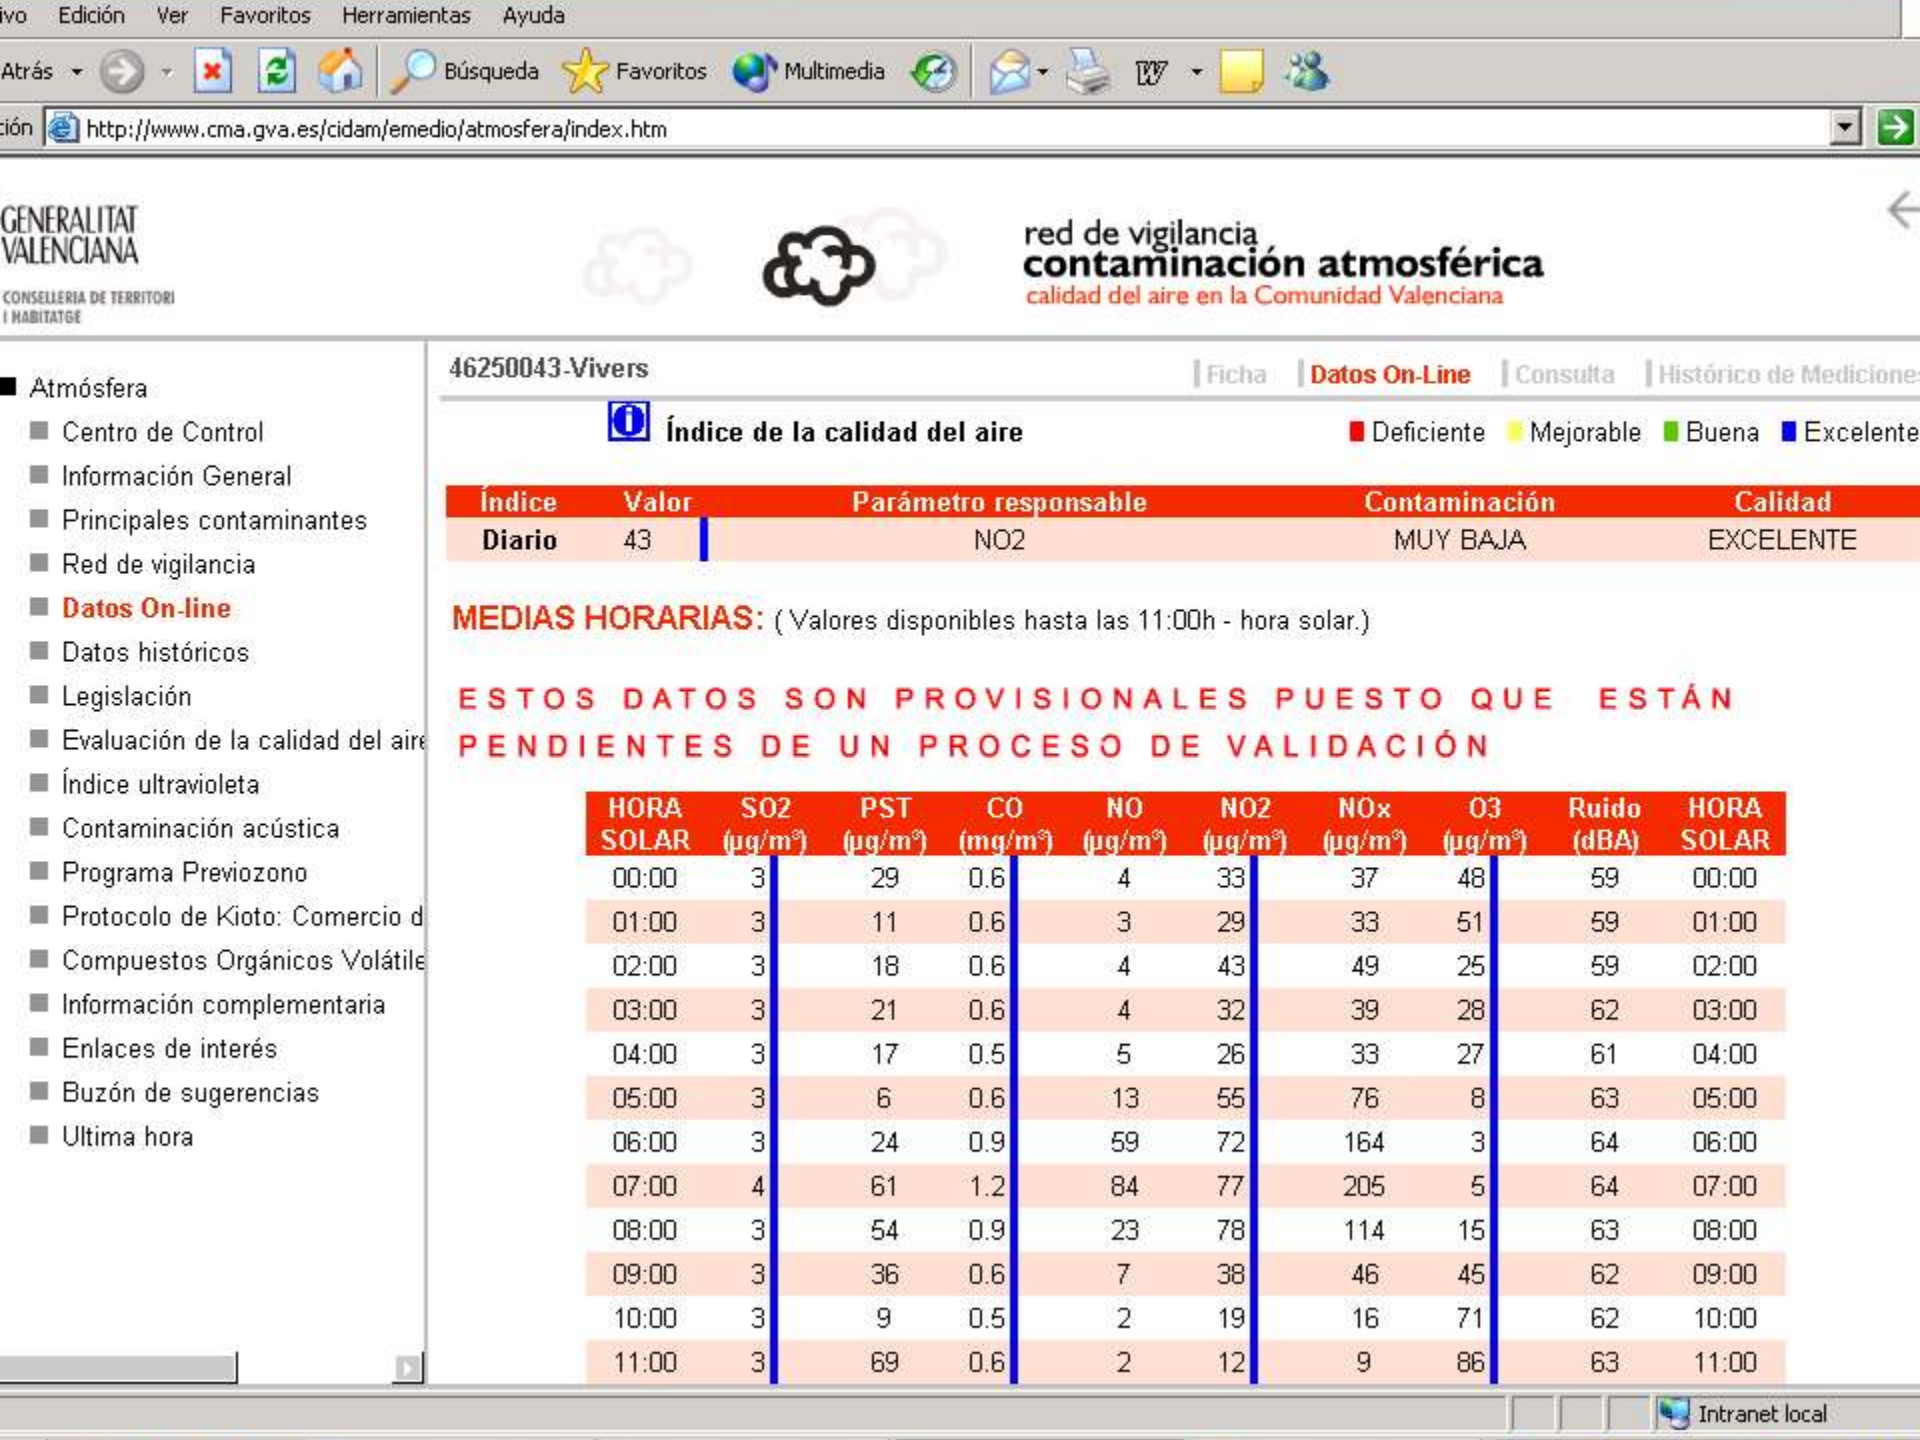 ivo Edición Ver Favoritos Herramientas Ayuda
Atrás Búsqueda Favoritos Multimedia W
ción http://www.cma.gva.es/cidam/emedio/atmosfera/index.htm
GENERALITAT
VALENCIANA
CONSELLERIA DE TERRITORI
I HABITATGE
red de vigilancia
contaminación atmosférica
calidad del aire en la Comunidad Valenciana
Atmósfera
Centro de Control
Información General
Principales contaminantes
Red de vigilancia
Datos On-line
Datos históricos
Legislación
Evaluación de la calidad del aire
Índice ultravioleta
Contaminación acústica
Programa Previozono
Protocolo de Kioto: Comercio d
Compuestos Orgánicos Volátile
Información complementaria
Enlaces de interés
Buzón de sugerencias
Ultima hora
46250043-Vivers Ficha Datos On-Line Consulta Histórico de Mediciones
Índice de la calidad del aire Deficiente Mejorable Buena Excelente
Índice Valor Parámetro responsable Contaminación Calidad
Diario 43 NO2 MUY BAJA EXCELENTE
MEDIAS HORARIAS: ( Valores disponibles hasta las 11:00h - hora solar.)
ESTOS DATOS SON PROVISIONALES PUESTO QUE ESTÁN
PENDIENTES DE UN PROCESO DE VALIDACIÓN
HORA SO2 PST CO NO NO2 NOx O3 Ruido HORA
SOLAR (µg/m³) (µg/m³) (mg/m³) (µg/m³) (µg/m³) (µg/m³) (µg/m³) (dBA) SOLAR
00:00 3 29 0.6 4 33 37 48 59 00:00
01:00 3 11 0.6 3 29 33 51 59 01:00
02:00 3 18 0.6 4 43 49 25 59 02:00
03:00 3 21 0.6 4 32 39 28 62 03:00
04:00 3 17 0.5 5 26 33 27 61 04:00
05:00 3 6 0.6 13 55 76 8 63 05:00
06:00 3 24 0.9 59 72 164 3 64 06:00
07:00 4 61 1.2 84 77 205 5 64 07:00
08:00 3 54 0.9 23 78 114 15 63 08:00
09:00 3 36 0.6 7 38 46 45 62 09:00
10:00 3 9 0.5 2 19 16 71 62 10:00
11:00 3 69 0.6 2 12 9 86 63 11:00
Intranet local